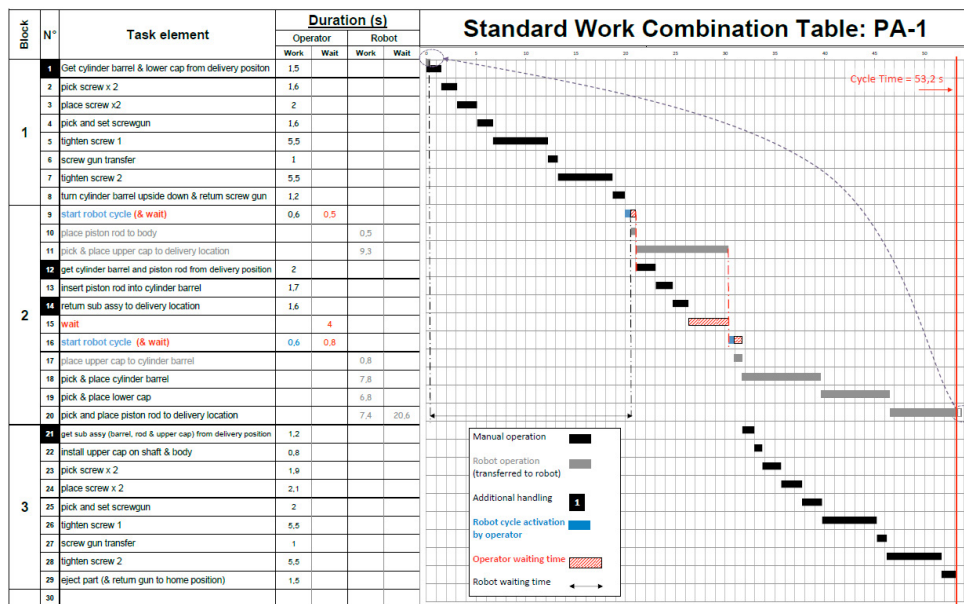 Standard Work Combination Table: PA-1
Block N° Task element Duration (s)
Operator Robot
Work Wait Work Wait
0 5 10 15 20 25 30 35 40 45 50
Cycle Time = 53,2 s
1
1 Get cylinder barrel & lower cap from delivery positon 1,5
2 pick screw x 2 1,6
3 place screw x2 2
4 pick and set screwgun 1,6
5 tighten screw 1 5,5
6 screw gun transfer 1
7 tighten screw 2 5,5
8 turn cylinder barrel upside down & return screw gun 1,2
2
9 start robot cycle (& wait) 0,6 0,5
10 place piston rod to body 0,5
11 pick & place upper cap to delivery location 9,3
12 get cylinder barrel and piston rod from delivery position 2
13 insert piston rod into cylinder barrel 1,7
14 return sub assy to delivery location 1,6
15 wait 4
16 start robot cycle (& wait) 0,6 0,8
17 place upper cap to cylinder barrel 0,8
18 pick & place cylinder barrel 7,8
19 pick & place lower cap 6,8
20 pick and place piston rod to delivery location 7,4 20,6
3
21 get sub assy (barrel, rod & upper cap) from delivery position 1,2
22 install upper cap on shaft & body 0,8
23 pick screw x 2 1,9
24 place screw x 2 2,1
25 pick and set screwgun 2
26 tighten screw 1 5,5
27 screw gun transfer 1
28 tighten screw 2 5,5
29 eject part (& return gun to home position) 1,5
30
Manual operation
Robot operation
(transferred to robot)
Additional handling 1
Robot cycle activation
by operator
Operator waiting time
Robot waiting time